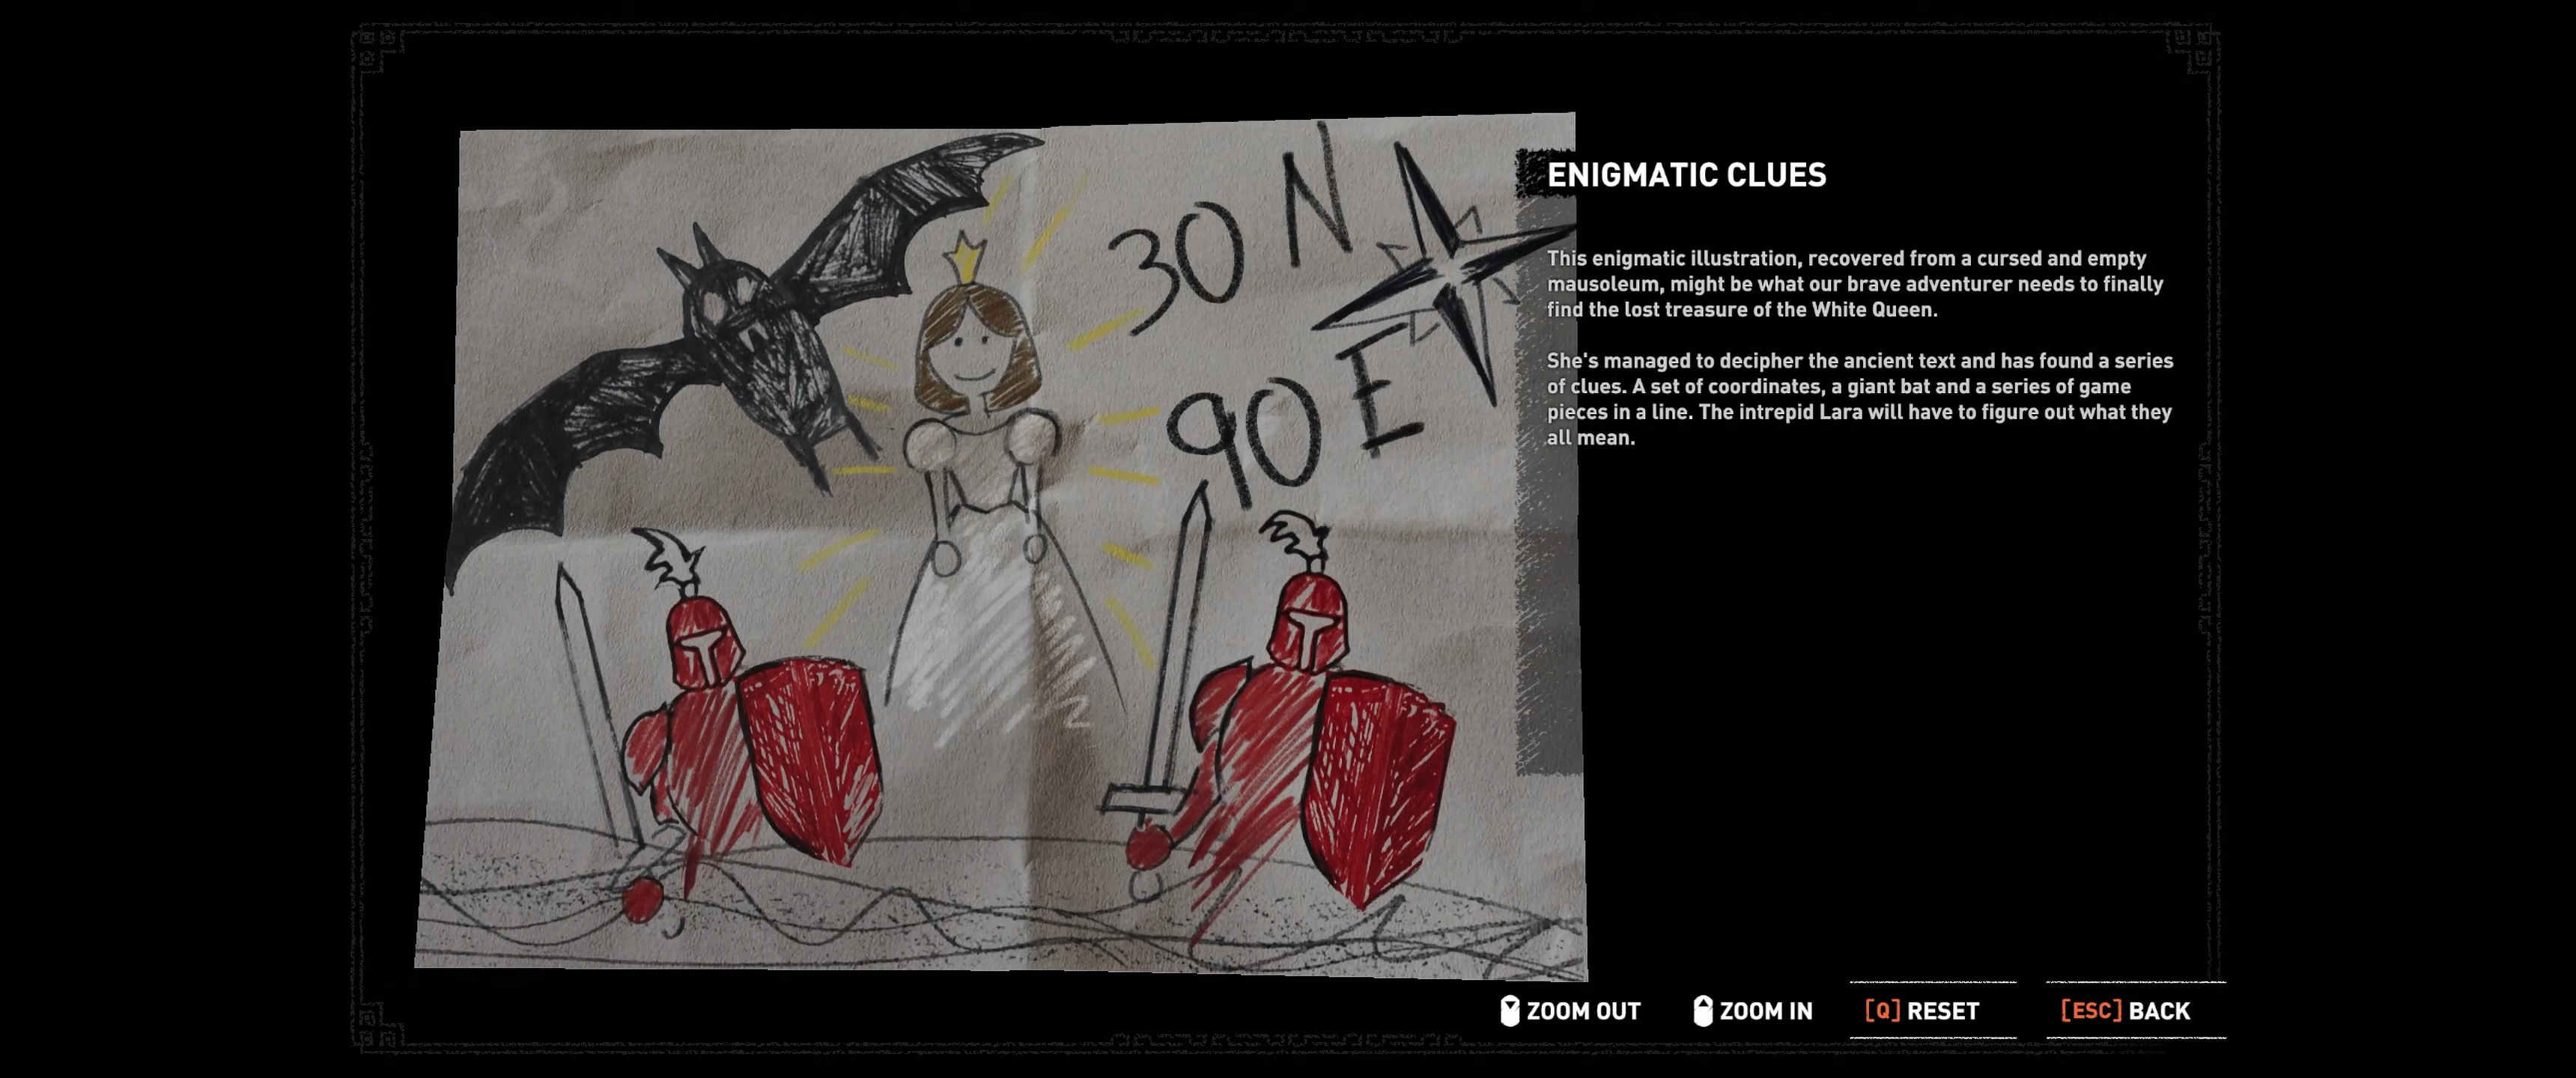 30 N
90 E
ENIGMATIC CLUES
This enigmatic illustration, recovered from a cursed and empty
mausoleum, might be what our brave adventurer needs to finally
find the lost treasure of the White Queen.
She's managed to decipher the ancient text and has found a series
of clues. A set of coordinates, a giant bat and a series of game
pieces in a line. The intrepid Lara will have to figure out what they
all mean.
ZOOM OUT
ZOOM IN
[Q] RESET
[ESC] BACK